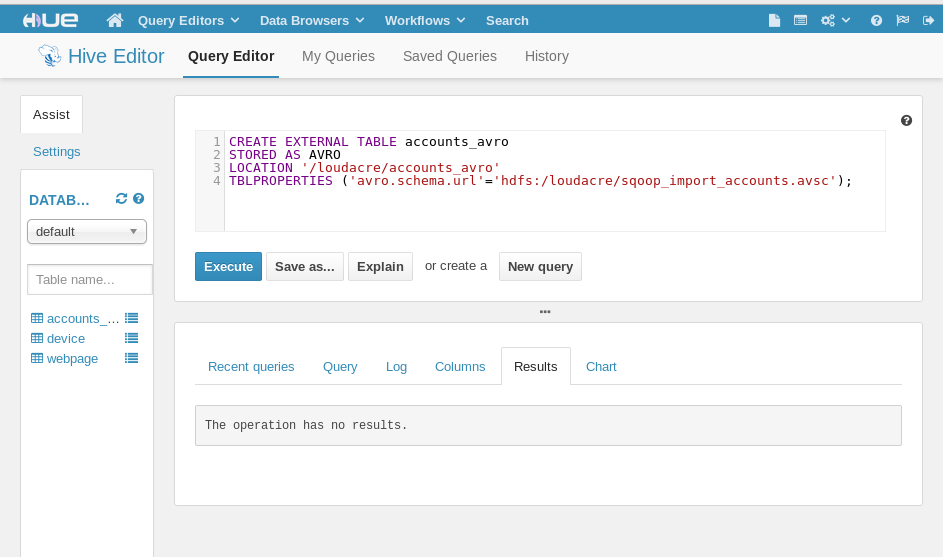 HUE Query Editors Data Browsers Workflows Search
Hive Editor Query Editor My Queries Saved Queries History
Assist
Settings
DATAB...
default
Table name...
accounts_...
device
webpage
1 CREATE EXTERNAL TABLE accounts_avro
2 STORED AS AVRO
3 LOCATION '/loudacre/accounts_avro'
4 TBLPROPERTIES ('avro.schema.url'='hdfs:/loudacre/sqoop_import_accounts.avsc');
Execute Save as... Explain or create a New query
Recent queries Query Log Columns Results Chart
The operation has no results.